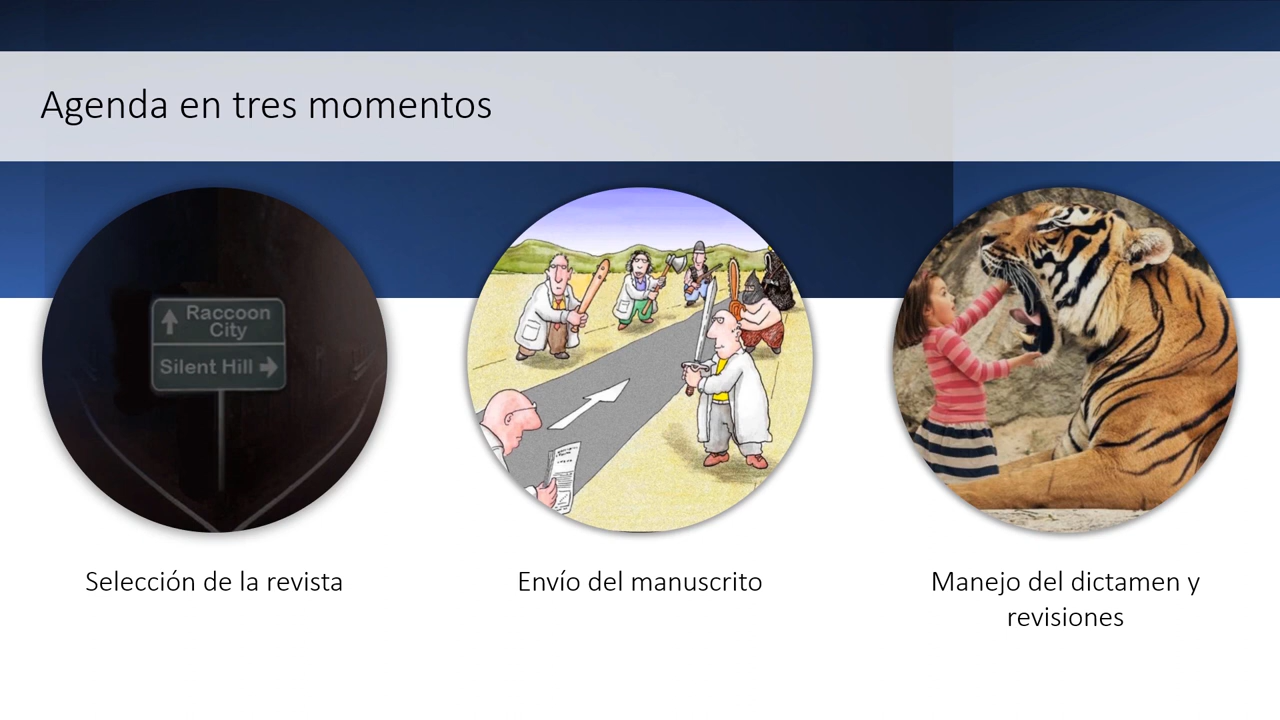 Agenda en tres momentos
Raccoon
City
Silent Hill
Selección de la revista
Envío del manuscrito
Manejo del dictamen y
revisiones